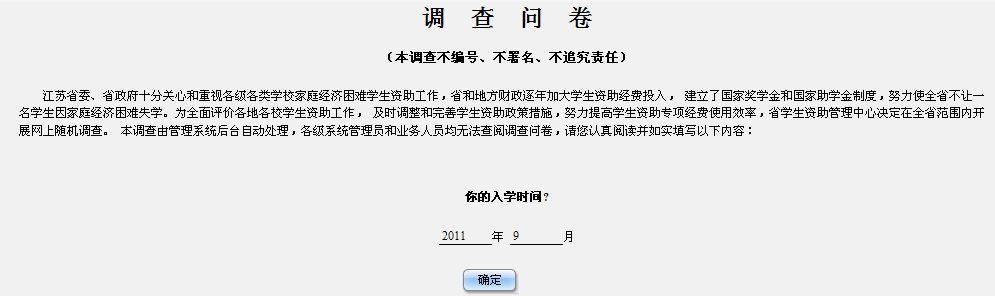 调 查 问 卷
（本调查不编号、不署名、不追究责任）
江苏省委、省政府十分关心和重视各级各类学校家庭经济困难学生资助工作，省和地方财政逐年加大学生资助经费投入， 建立了国家奖学金和国家助学金制度，努力使全省不让一
名学生因家庭经济困难失学。为全面评价各地各校学生资助工作， 及时调整和完善学生资助政策措施，努力提高学生资助专项经费使用效率，省学生资助管理中心决定在全省范围内开
展网上随机调查。 本调查由管理系统后台自动处理，各级系统管理员和业务人员均无法查阅调查问卷，请您认真阅读并如实填写以下内容：
你的入学时间?
2011 年 9 月
确定